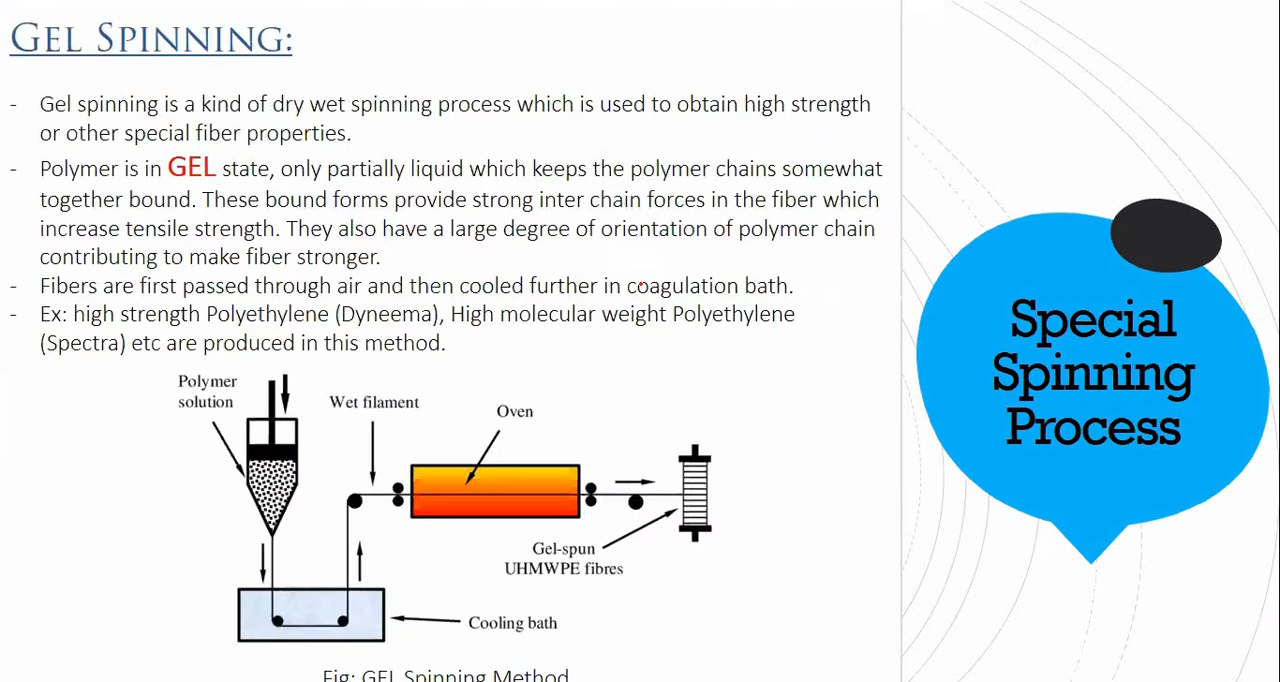 GEL SPINNING:
- Gel spinning is a kind of dry wet spinning process which is used to obtain high strength
or other special fiber properties.
- Polymer is in GEL state, only partially liquid which keeps the polymer chains somewhat
together bound. These bound forms provide strong inter chain forces in the fiber which
increase tensile strength. They also have a large degree of orientation of polymer chain
contributing to make fiber stronger.
- Fibers are first passed through air and then cooled further in coagulation bath.
- Ex: high strength Polyethylene (Dyneema), High molecular weight Polyethylene
(Spectra) etc are produced in this method.
Polymer
solution
Wet filament
Oven
Gel-spun
UHMWPE fibres
Cooling bath
Fig: GEL Spinning Method
Special
Spinning
Process